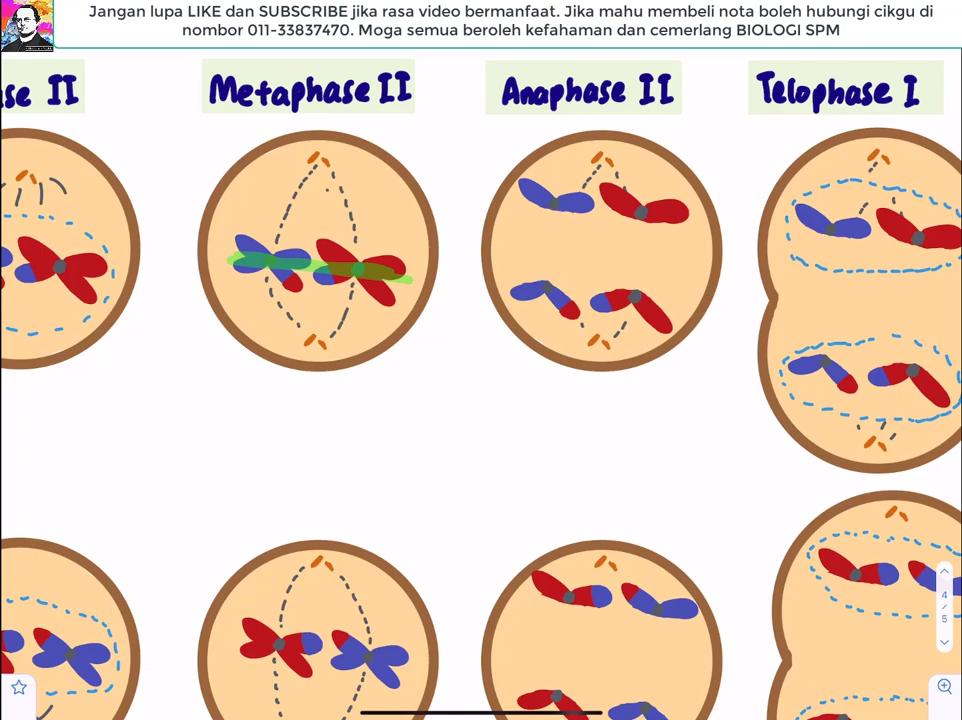 Jangan lupa LIKE dan SUBSCRIBE jika rasa video bermanfaat. Jika mahu membeli nota boleh hubungi cikgu di
nombor 011-33837470. Moga semua beroleh kefahaman dan cemerlang BIOLOGI SPM
se II
Metaphase II
Anaphase II
Telophase I
4
/
5